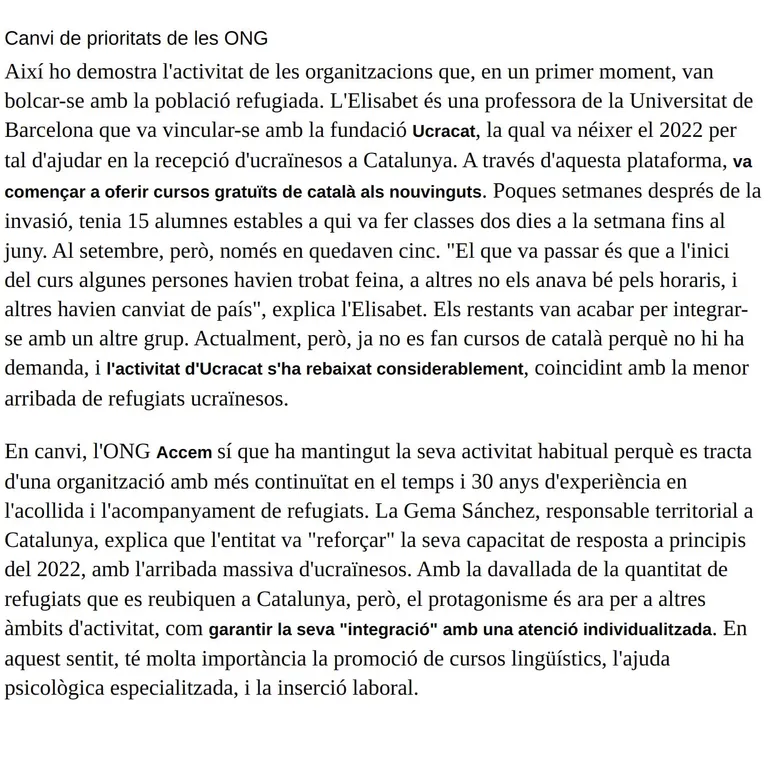 Canvi de prioritats de les ONG
Així ho demostra l'activitat de les organitzacions que, en un primer moment, van
bolcar-se amb la població refugiada. L'Elisabet és una professora de la Universitat de
Barcelona que va vincular-se amb la fundació Ucracat, la qual va néixer el 2022 per
tal d'ajudar en la recepció d'ucraïnesos a Catalunya. A través d'aquesta plataforma, va
començar a oferir cursos gratuïts de català als nouvinguts. Poques setmanes després de la
invasió, tenia 15 alumnes estables a qui va fer classes dos dies a la setmana fins al
juny. Al setembre, però, només en quedaven cinc. "El que va passar és que a l'inici
del curs algunes persones havien trobat feina, a altres no els anava bé pels horaris, i
altres havien canviat de país", explica l'Elisabet. Els restants van acabar per integrar-
se amb un altre grup. Actualment, però, ja no es fan cursos de català perquè no hi ha
demanda, i l'activitat d'Ucracat s'ha rebaixat considerablement, coincidint amb la menor
arribada de refugiats ucraïnesos.
En canvi, l'ONG Accem sí que ha mantingut la seva activitat habitual perquè es tracta
d'una organització amb més continuïtat en el temps i 30 anys d'experiència en
l'acollida i l'acompanyament de refugiats. La Gema Sánchez, responsable territorial a
Catalunya, explica que l'entitat va "reforçar" la seva capacitat de resposta a principis
del 2022, amb l'arribada massiva d'ucraïnesos. Amb la davallada de la quantitat de
refugiats que es reubiquen a Catalunya, però, el protagonisme és ara per a altres
àmbits d'activitat, com garantir la seva "integració" amb una atenció individualitzada. En
aquest sentit, té molta importància la promoció de cursos lingüístics, l'ajuda
psicològica especialitzada, i la inserció laboral.